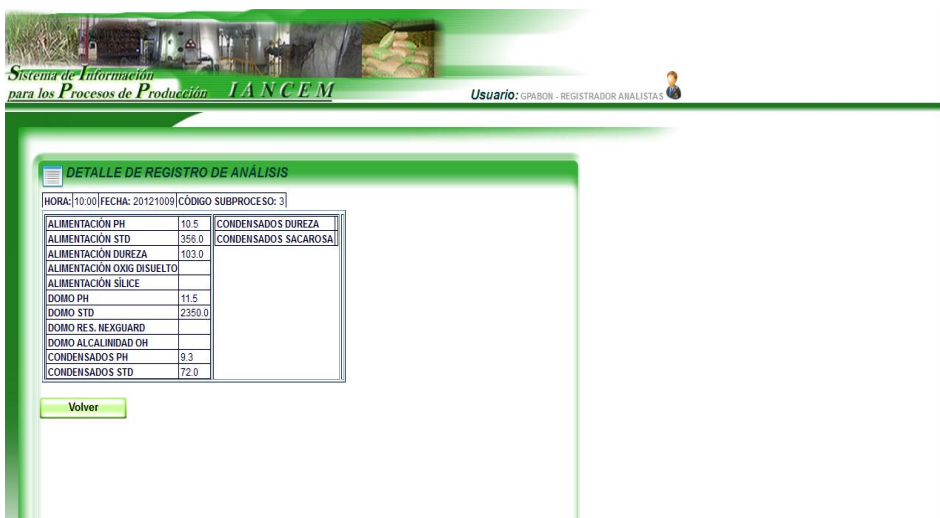 Sistema de Información
para los Procesos de Producción IANCEM
Usuario: GPABON - REGISTRADOR ANALISTAS
DETALLE DE REGISTRO DE ANÁLISIS
HORA: 10:00 FECHA: 20121009 CÓDIGO SUBPROCESO: 3
ALIMENTACIÓN PH 10.5 CONDENSADOS DUREZA
ALIMENTACIÓN STD 356.0 CONDENSADOS SACAROSA
ALIMENTACIÓN DUREZA 103.0
ALIMENTACIÓN OXIG DISUELTO
ALIMENTACIÓN SÍLICE
DOMO PH 11.5
DOMO STD 2350.0
DOMO RES. NEXGUARD
DOMO ALCALINIDAD OH
CONDENSADOS PH 9.3
CONDENSADOS STD 72.0
Volver